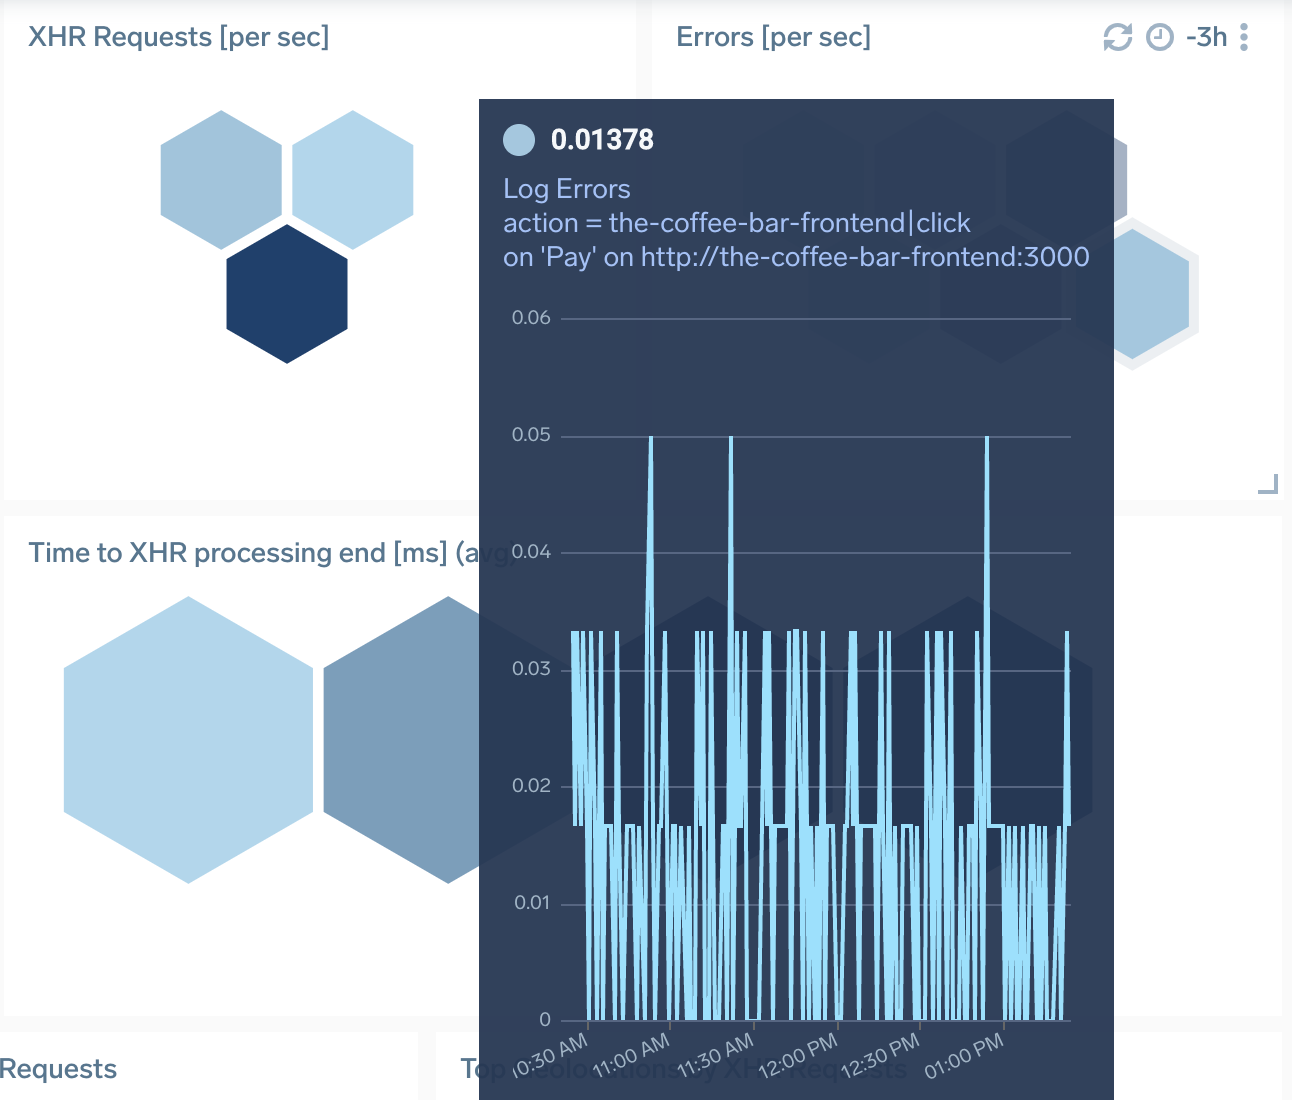 XHR Requests [per sec]
Errors [per sec]
-3h
0.01378
Log Errors
action = the-coffee-bar-frontend|click
on 'Pay' on http://the-coffee-bar-frontend:3000
0.06
0.05
Time to XHR processing end [ms] (avg)
0.04
0.03
0.02
0.01
0
10:30 AM
11:00 AM
11:30 AM
12:00 PM
12:30 PM
01:00 PM
Requests
Top Geolocations by XHR Requests